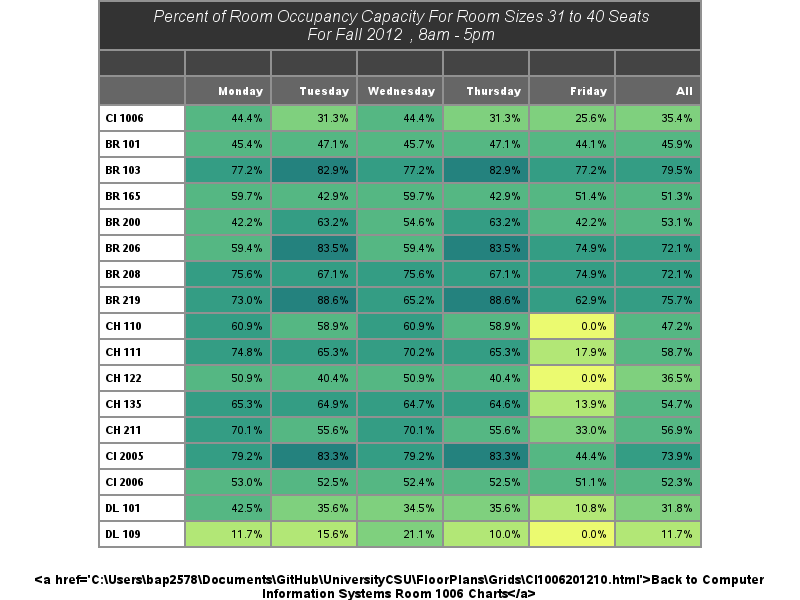 Percent of Room Occupancy Capacity For Room Sizes 31 to 40 Seats
For Fall 2012 , 8am - 5pm
Monday Tuesday Wednesday Thursday Friday All
CI 1006 44.4% 31.3% 44.4% 31.3% 25.6% 35.4%
BR 101 45.4% 47.1% 45.7% 47.1% 44.1% 45.9%
BR 103 77.2% 82.9% 77.2% 82.9% 77.2% 79.5%
BR 165 59.7% 42.9% 59.7% 42.9% 51.4% 51.3%
BR 200 42.2% 63.2% 54.6% 63.2% 42.2% 53.1%
BR 206 59.4% 83.5% 59.4% 83.5% 74.9% 72.1%
BR 208 75.6% 67.1% 75.6% 67.1% 74.9% 72.1%
BR 219 73.0% 88.6% 65.2% 88.6% 62.9% 75.7%
CH 110 60.9% 58.9% 60.9% 58.9% 0.0% 47.2%
CH 111 74.8% 65.3% 70.2% 65.3% 17.9% 58.7%
CH 122 50.9% 40.4% 50.9% 40.4% 0.0% 36.5%
CH 135 65.3% 64.9% 64.7% 64.6% 13.9% 54.7%
CH 211 70.1% 55.6% 70.1% 55.6% 33.0% 56.9%
CI 2005 79.2% 83.3% 79.2% 83.3% 44.4% 73.9%
CI 2006 53.0% 52.5% 52.4% 52.5% 51.1% 52.3%
DL 101 42.5% 35.6% 34.5% 35.6% 10.8% 31.8%
DL 109 11.7% 15.6% 21.1% 10.0% 0.0% 11.7%
<a href='C:\Users\bap2578\Documents\GitHub\UniversityCSU\FloorPlans\Grids\CI1006201210.html'>Back to Computer
Information Systems Room 1006 Charts</a>